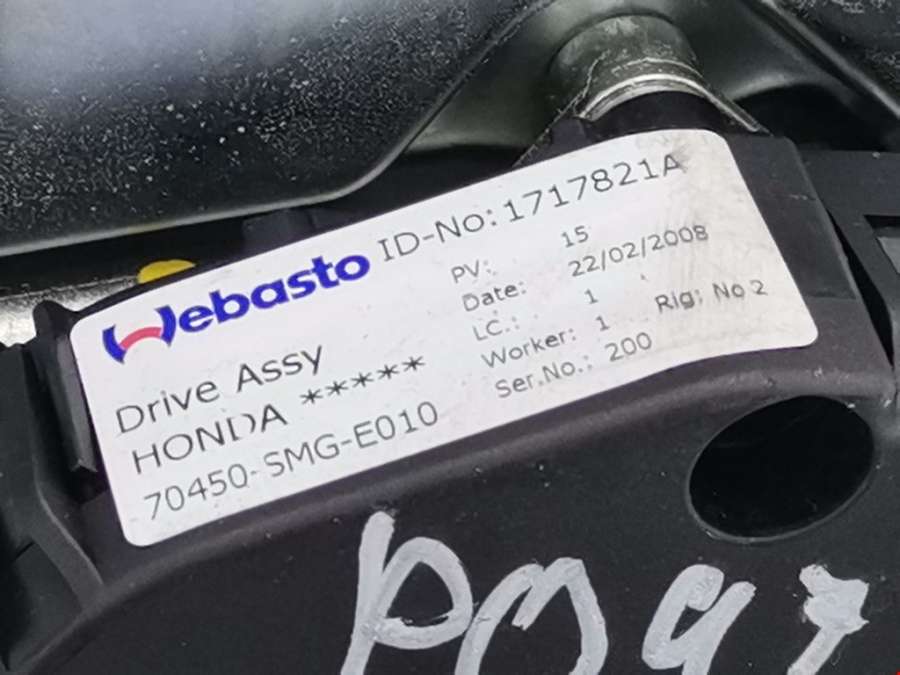 Webasto ID-No: 1717821A
Drive Assy
HONDA *****
70450-SMG-E010
PV: 15
Date: 22/02/2008
LC.: 1
Worker: 1 Rig: No 2
Ser.No.: 200